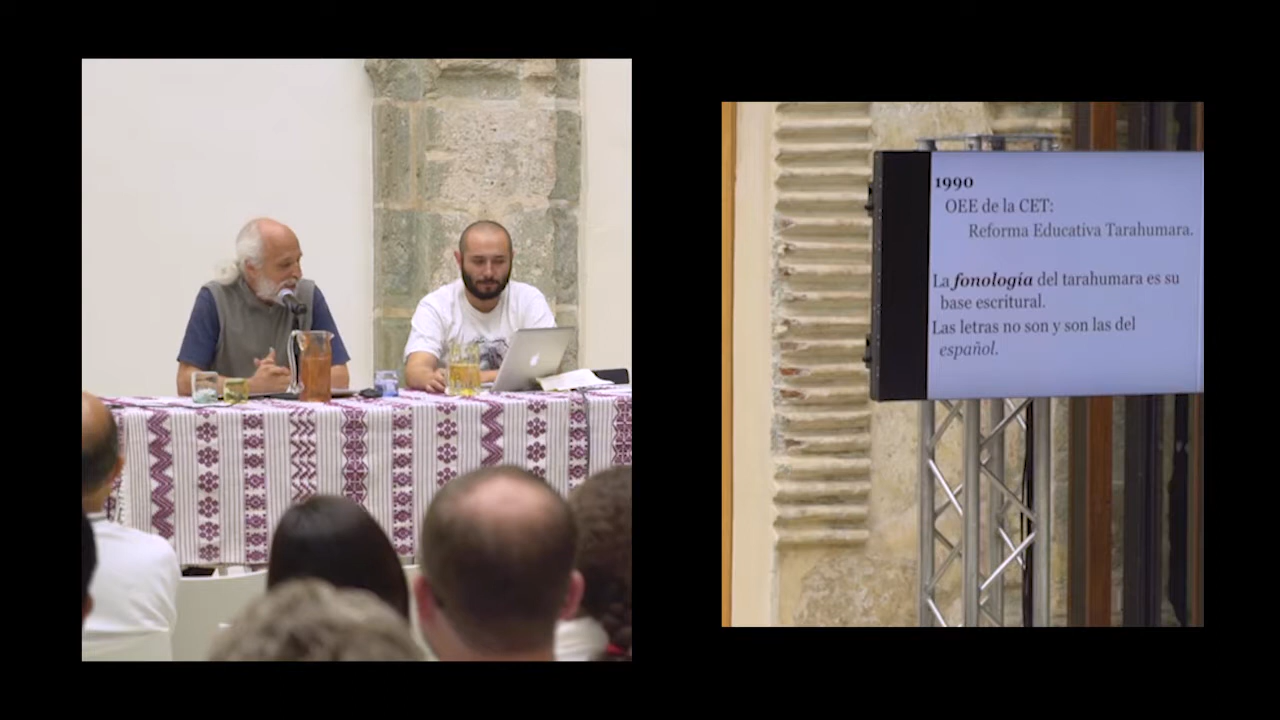 1990
OEE de la CET:
Reforma Educativa Tarahumara.
La fonología del tarahumara es su
base escritural.
Las letras no son y son las del
español.